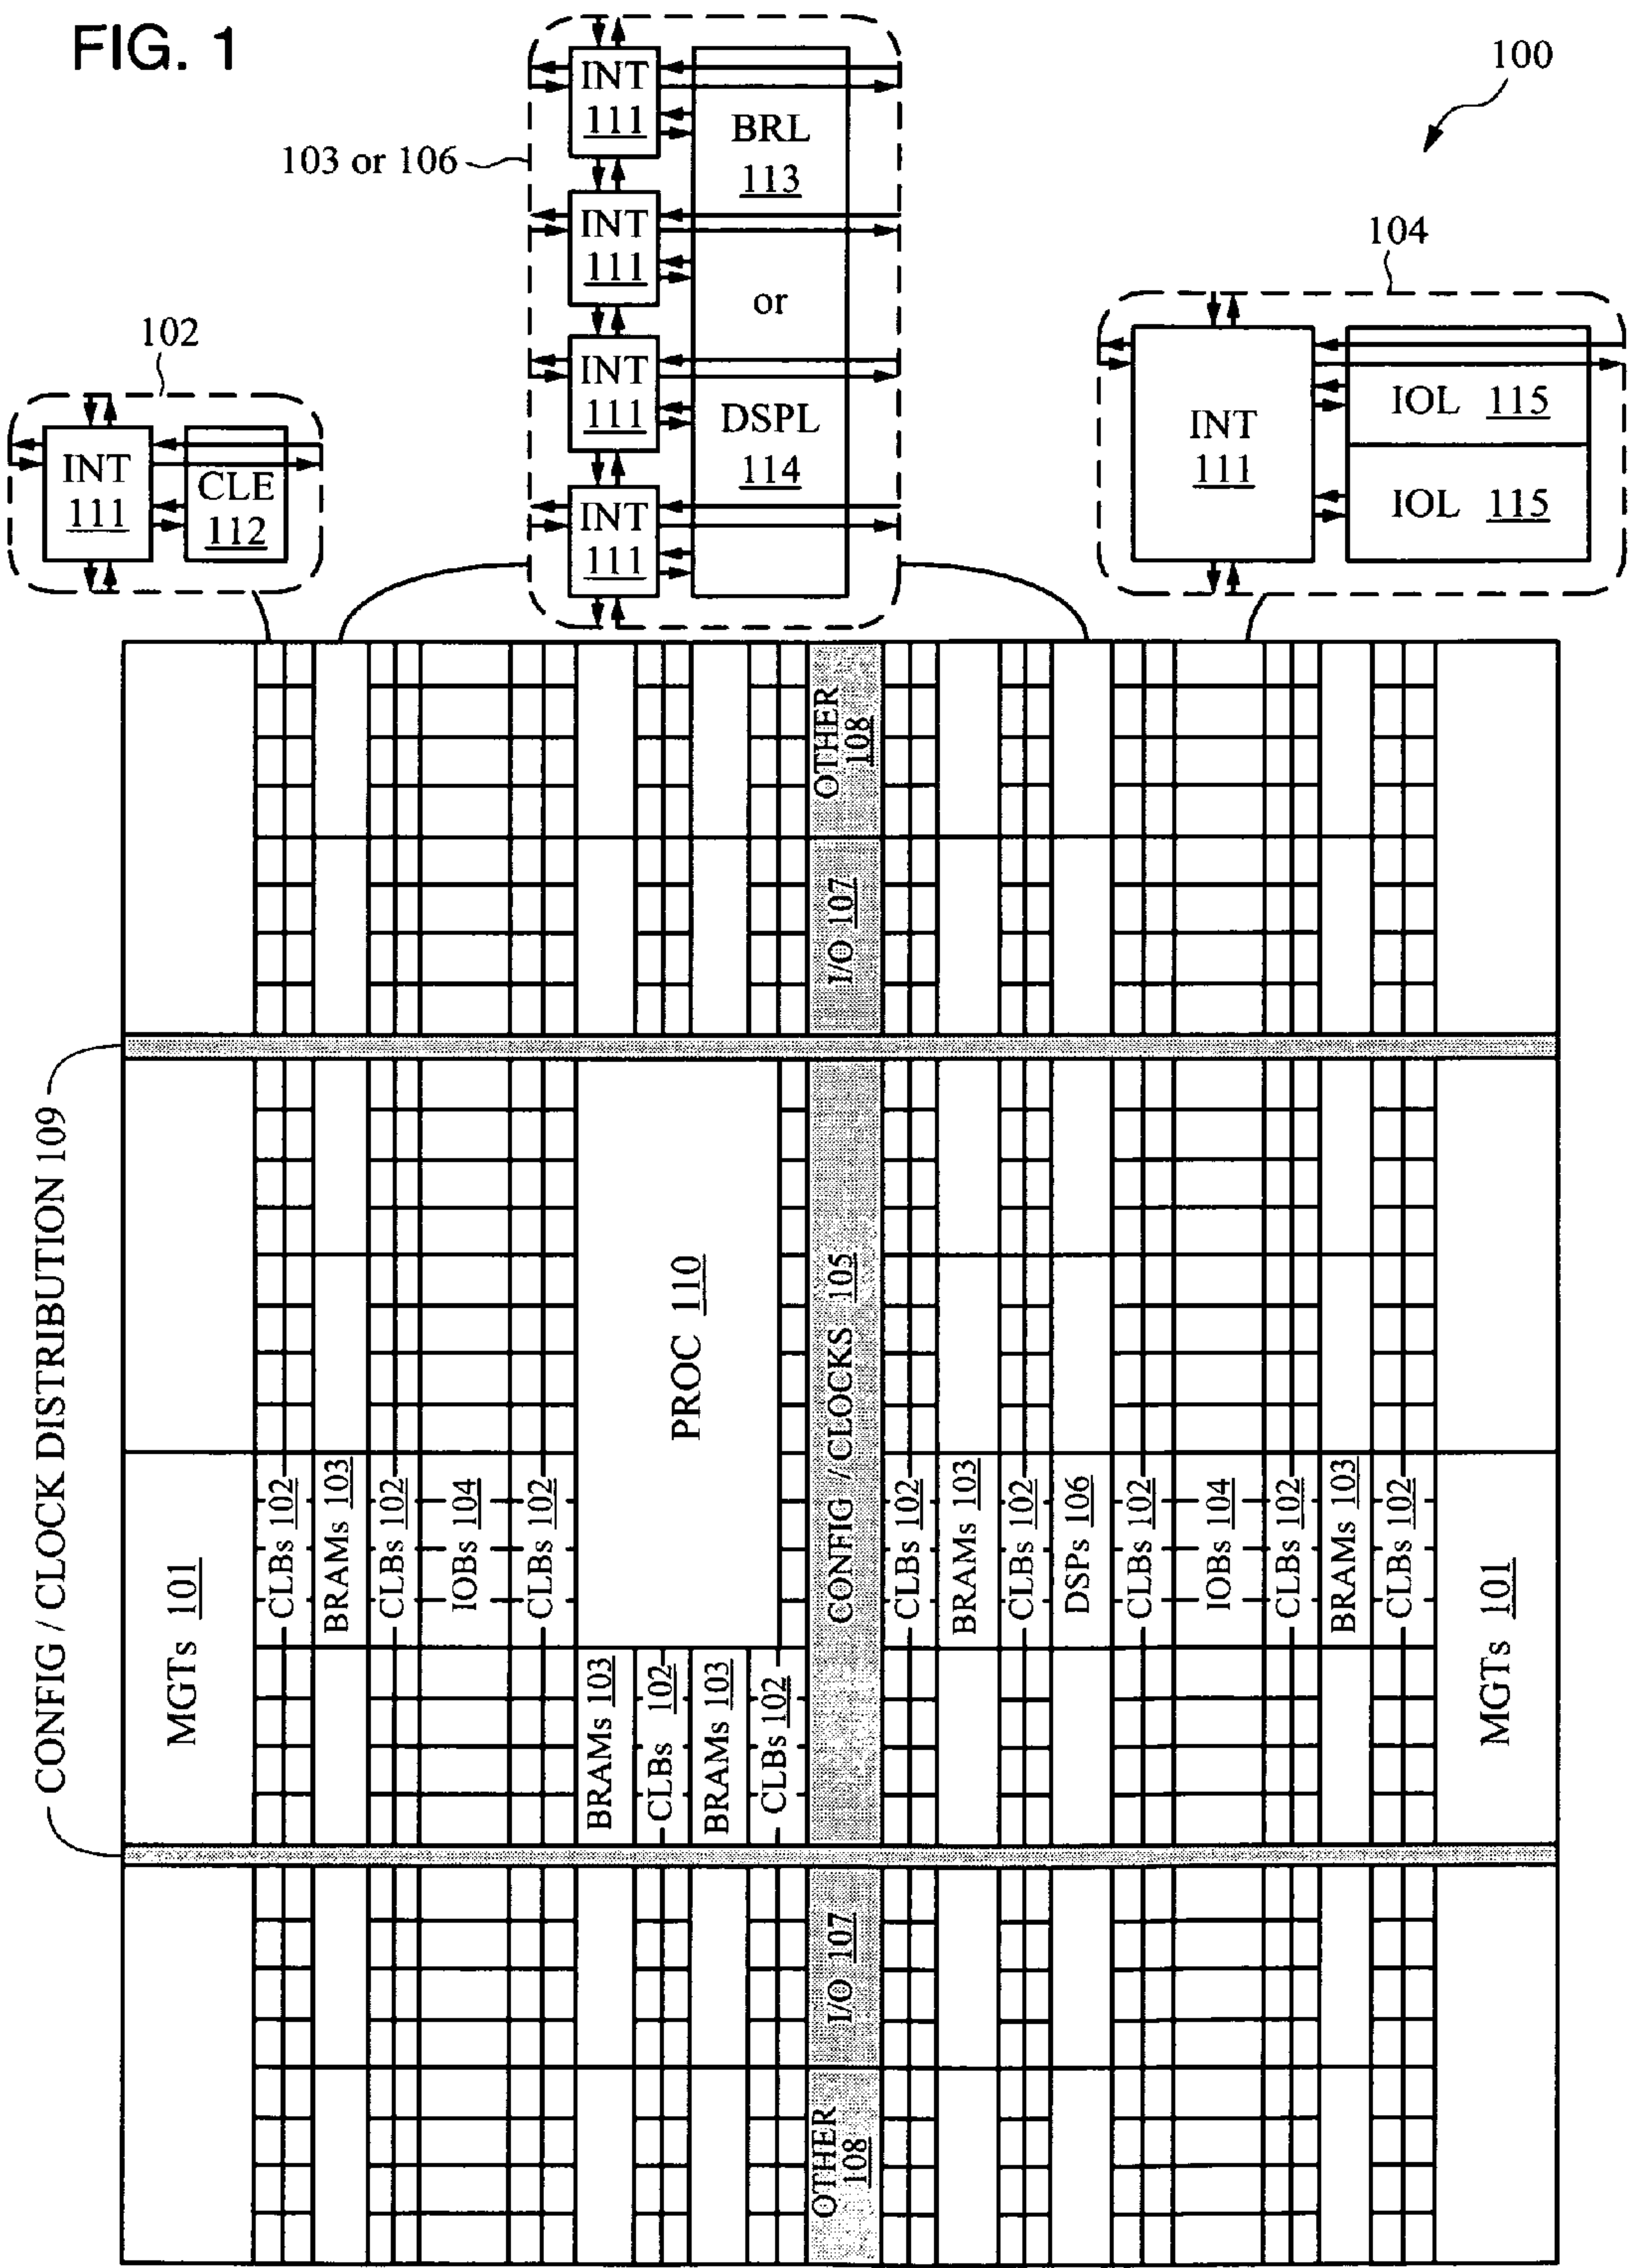 FIG. 1
100
103 or 106
INT
111
INT
111
INT
111
INT
111
BRL
113
or
DSPL
114
104
INT
111
IOL 115
IOL 115
102
INT
111
CLE
112
OTHER
108
I/O 107
CONFIG / CLOCK DISTRIBUTION 109
PROC 110
CONFIG / CLOCKS 105
MGTs 101
CLBs 102
BRAMs 103
CLBs 102
IOBs 104
CLBs 102
BRAMs 103
CLBs 102
BRAMs 103
CLBs 102
CLBs 102
BRAMs 103
CLBs 102
DSPs 106
CLBs 102
IOBs 104
CLBs 102
BRAMs 103
CLBs 102
MGTs 101
I/O 107
OTHER
108